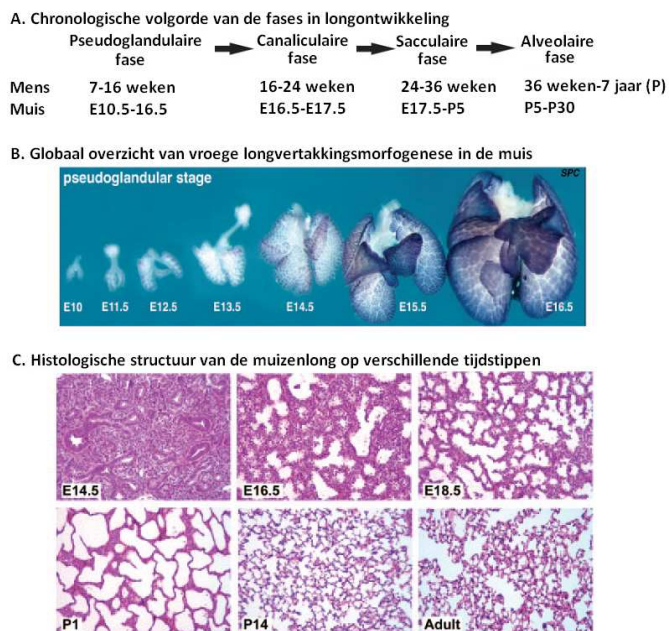 A. Chronologische volgorde van de fases in longontwikkeling
Pseudoglandulaire fase
Canaliculaire fase
Sacculaire fase
Alveolaire fase
Mens 7-16 weken 16-24 weken 24-36 weken 36 weken-7 jaar (P)
Muis E10.5-16.5 E16.5-E17.5 E17.5-P5 P5-P30
B. Globaal overzicht van vroege longvertakkingsmorfogenese in de muis
pseudoglandular stage SPC
E10 E11.5 E12.5 E13.5 E14.5 E15.5 E16.5
C. Histologische structuur van de muizenlong op verschillende tijdstippen
E14.5 E16.5 E18.5
P1 P14 Adult